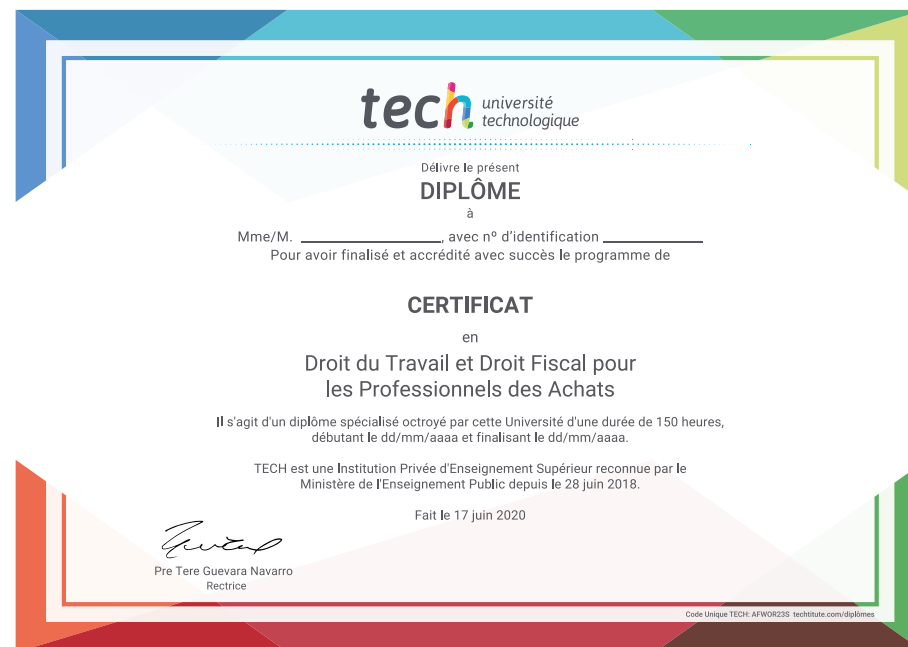 tech université
technologique
Délivre le présent
DIPLÔME
à
Mme/M. ____________________, avec nº d'identification ______________
Pour avoir finalisé et accrédité avec succès le programme de
CERTIFICAT
en
Droit du Travail et Droit Fiscal pour
les Professionnels des Achats
Il s'agit d'un diplôme spécialisé octroyé par cette Université d'une durée de 150 heures,
débutant le dd/mm/aaaa et finalisant le dd/mm/aaaa.
TECH est une Institution Privée d'Enseignement Supérieur reconnue par le
Ministère de l'Enseignement Public depuis le 28 juin 2018.
Fait le 17 juin 2020
Pre Tere Guevara Navarro
Rectrice
Code Unique TECH: AFWOR23S techtitute.com/diplômes